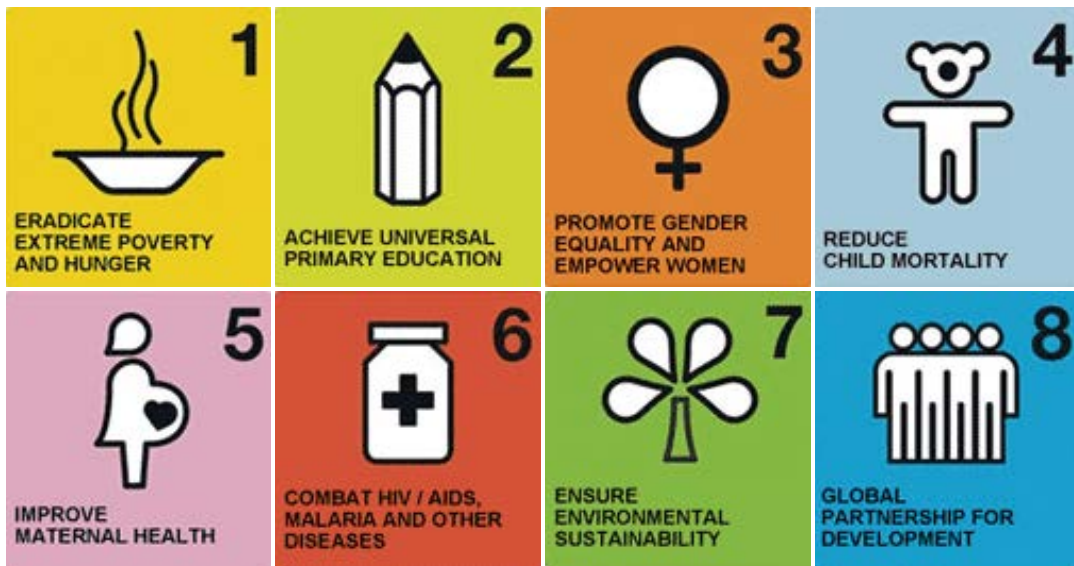 1
ERADICATE
EXTREME POVERTY
AND HUNGER
2
ACHIEVE UNIVERSAL
PRIMARY EDUCATION
3
PROMOTE GENDER
EQUALITY AND
EMPOWER WOMEN
4
REDUCE
CHILD MORTALITY
5
IMPROVE
MATERNAL HEALTH
6
COMBAT HIV / AIDS,
MALARIA AND OTHER
DISEASES
7
ENSURE
ENVIRONMENTAL
SUSTAINABILITY
8
GLOBAL
PARTNERSHIP FOR
DEVELOPMENT